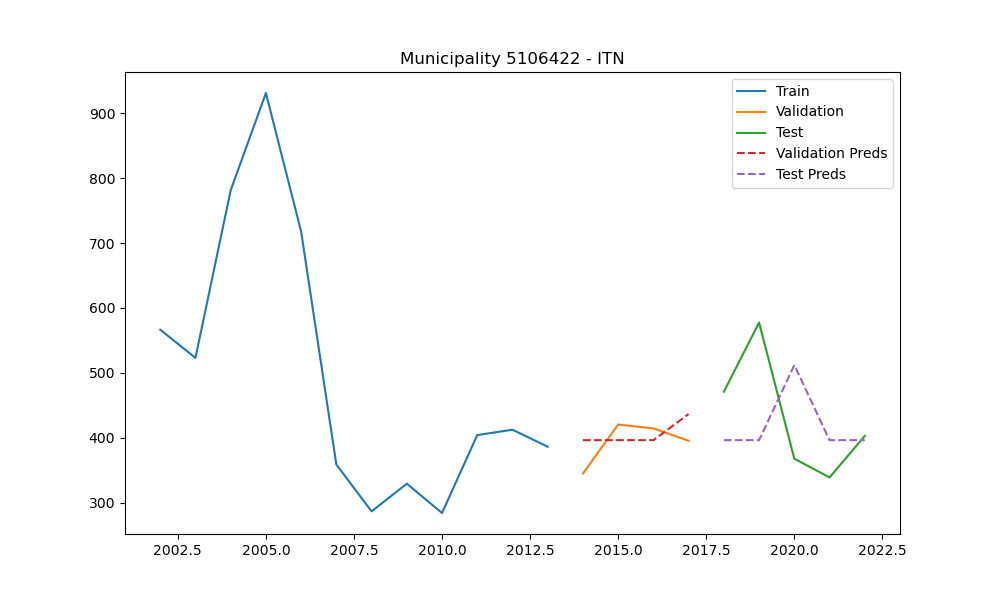 Municipality 5106422 - ITN
Train
Validation
Test
Validation Preds
Test Preds
900
800
700
600
500
400
300
2002.5 2005.0 2007.5 2010.0 2012.5 2015.0 2017.5 2020.0 2022.5